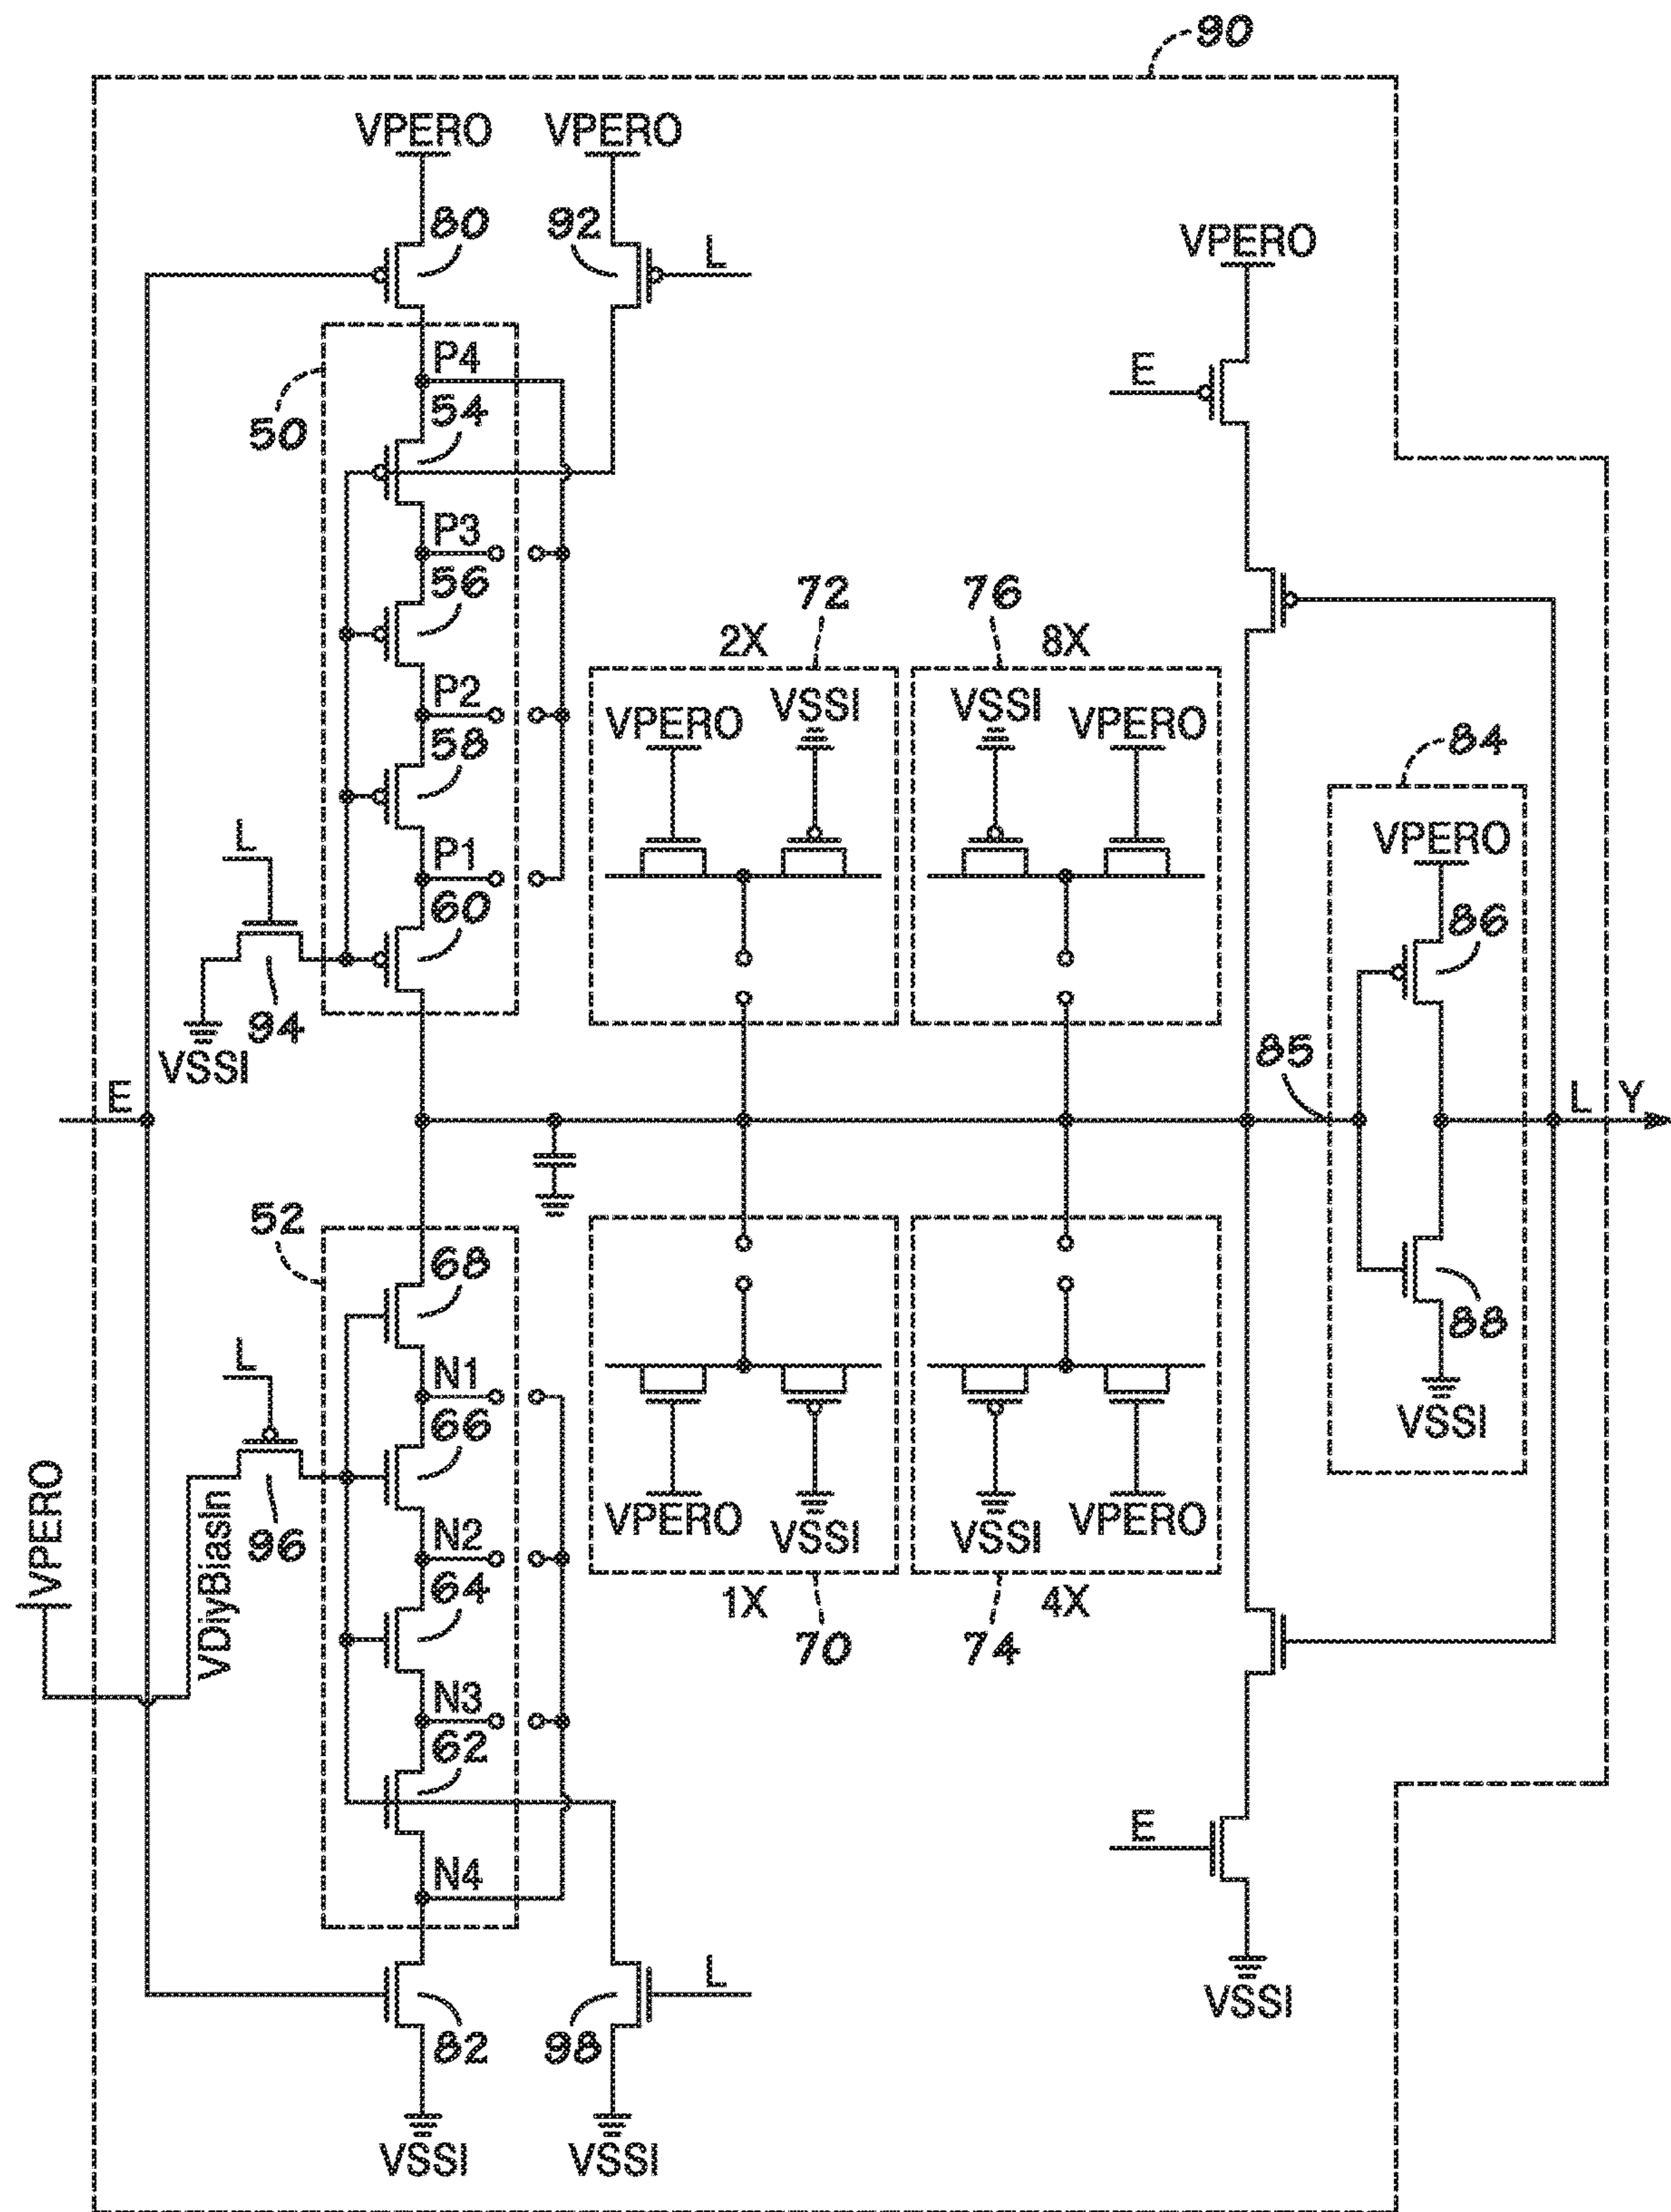 90
VPERO VPERO
80 92 L
VPERO
P4
E
54
50
P3
56
72 76
2X 8X
P2
VSSI VSSI
VPERO VPERO
58
84
L
VPERO
P1
60
86
94
VSSI
85
E
L Y
52
68
88
L
N1
66
VSSI
VPERO
VDiyBiasIn
96
VPERO VSSI VSSI VPERO
N2
64
1X 4X
70 74
N3
62
E
N4
L
VSSI
82 98
VSSI VSSI